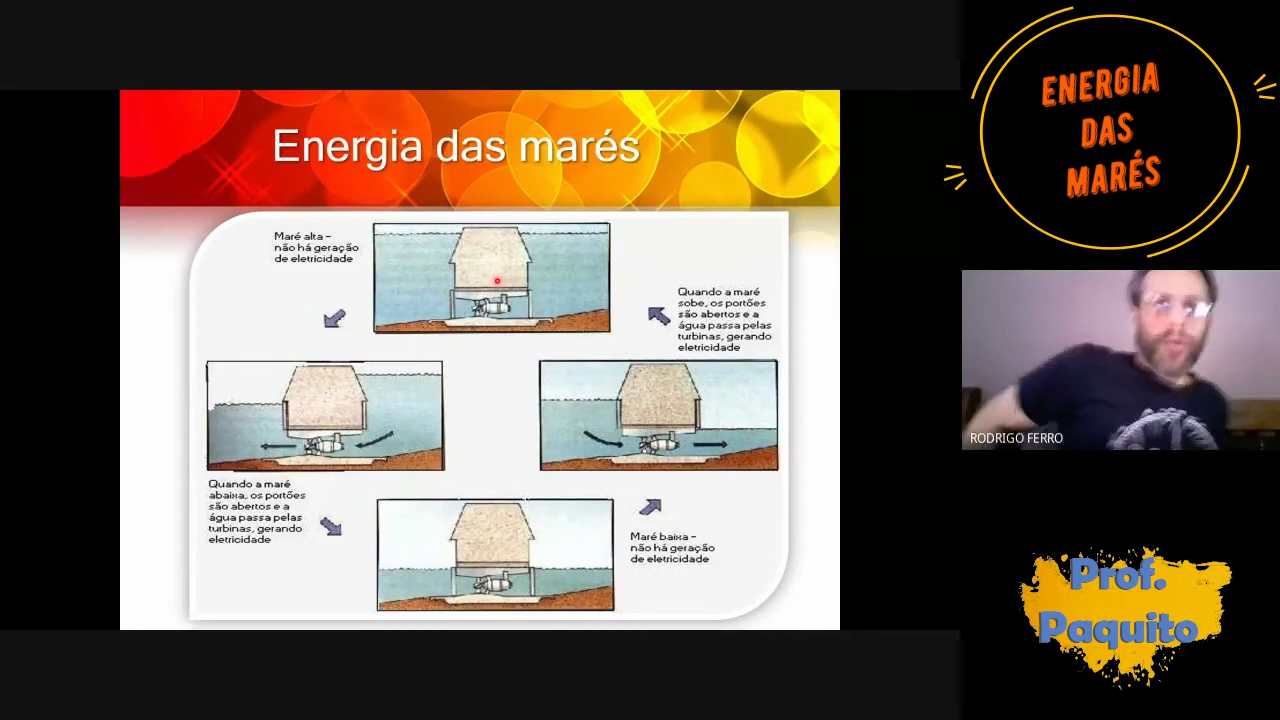 Energia das marés
Maré alta –
não há geração
de eletricidade
Quando a maré
sobe, os portões
são abertos e a
água passa pelas
turbinas, gerando
eletricidade
Quando a maré
abaixa, os portões
são abertos e a
água passa pelas
turbinas, gerando
eletricidade
Maré baixa –
não há geração
de eletricidade
ENERGIA
DAS
MARÉS
RODRIGO FERRO
Prof.
Paquito